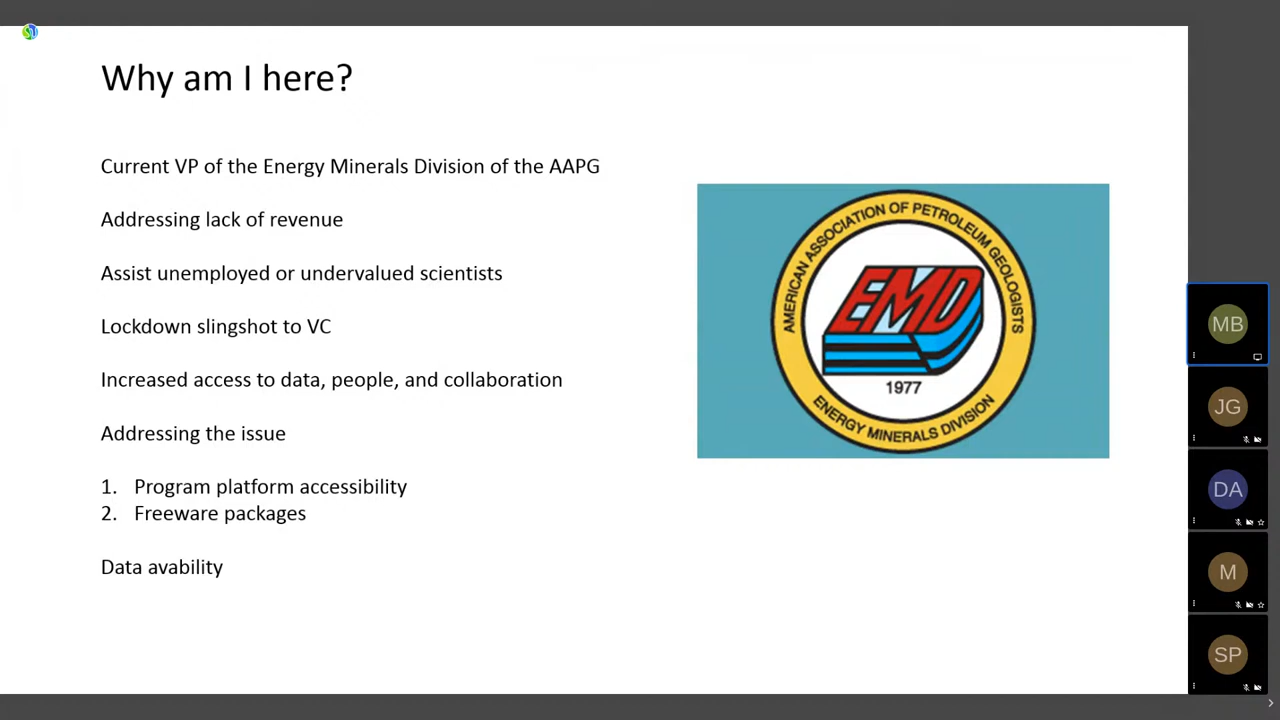 Why am I here?
Current VP of the Energy Minerals Division of the AAPG
Addressing lack of revenue
Assist unemployed or undervalued scientists
Lockdown slingshot to VC
Increased access to data, people, and collaboration
Addressing the issue
1. Program platform accessibility
2. Freeware packages
Data avability
AMERICAN ASSOCIATION OF PETROLEUM GEOLOGISTS
EMD
1977
ENERGY MINERALS DIVISION
MB
JG
DA
M
SP